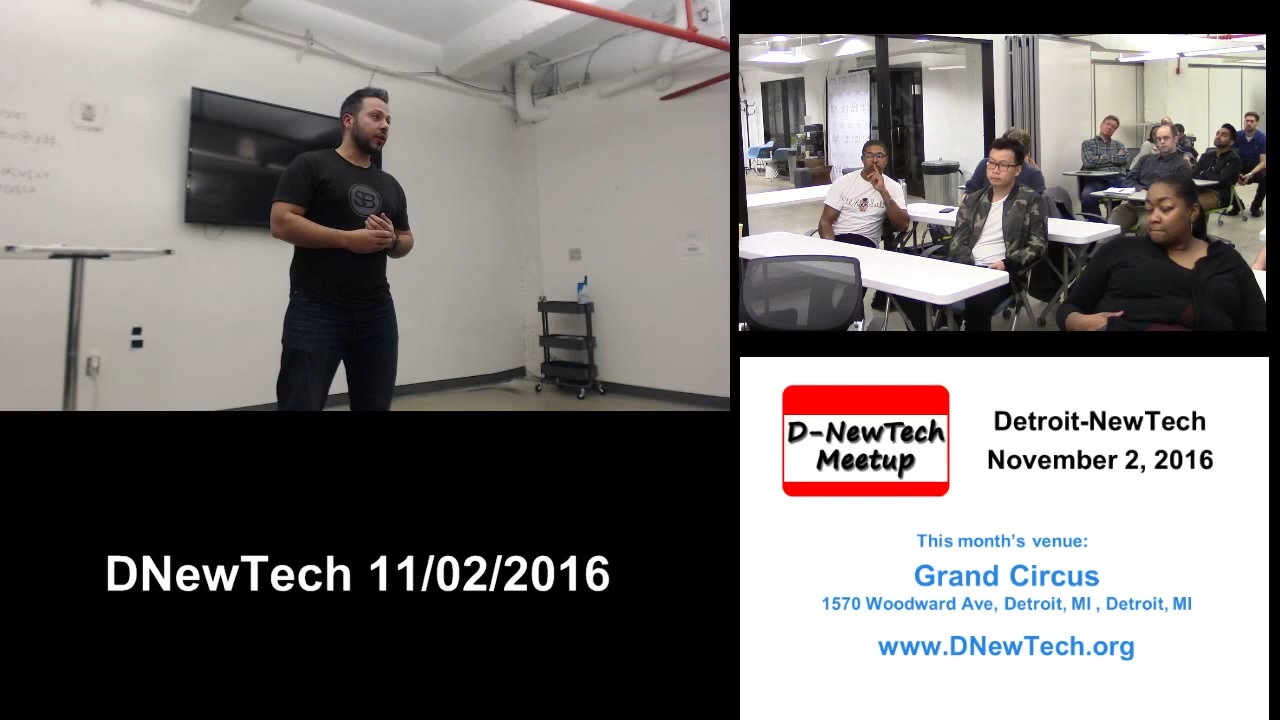 SB
DNewTech 11/02/2016
D-NewTech
Meetup
Detroit-NewTech
November 2, 2016
This month's venue:
Grand Circus
1570 Woodward Ave, Detroit, MI , Detroit, MI
www.DNewTech.org